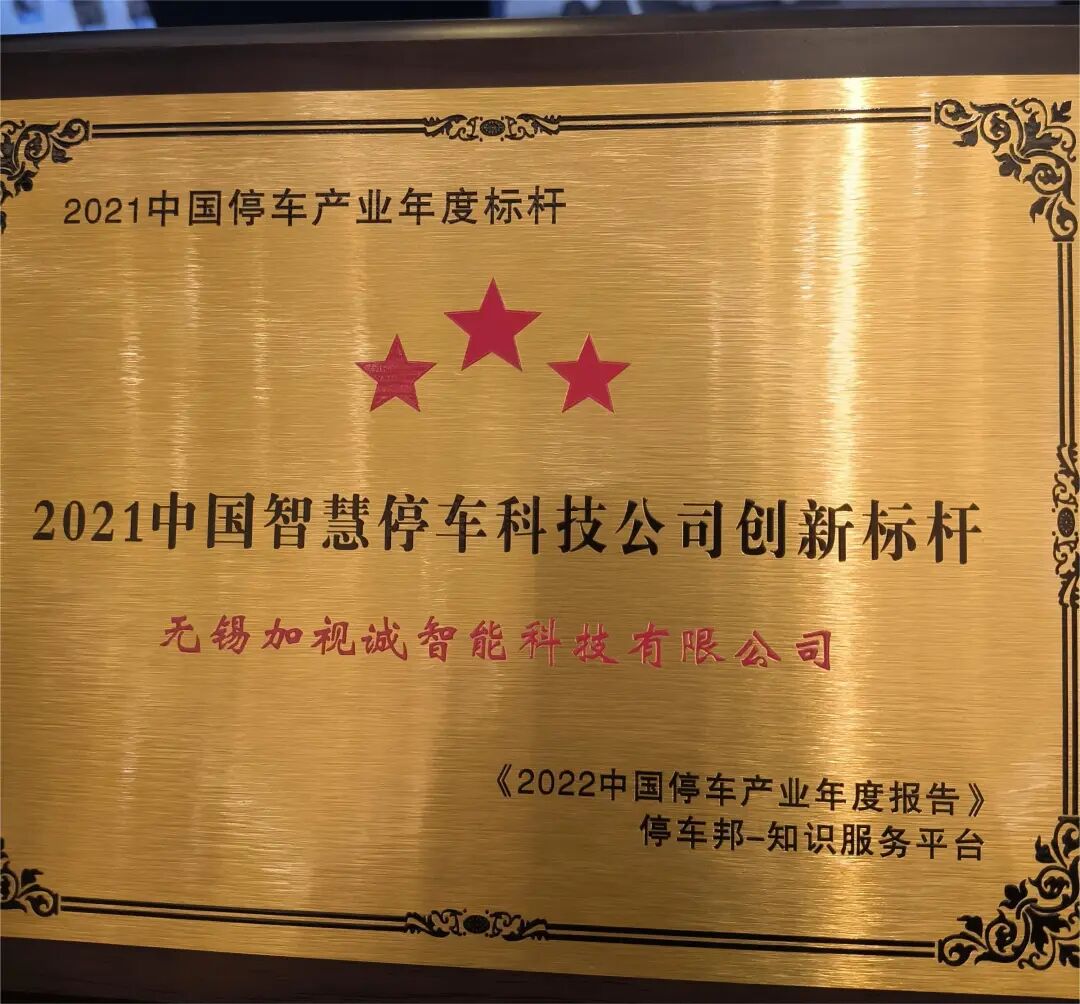 2021中国停车产业年度标杆
2021中国智慧停车科技公司创新标杆
无锡加视诚智能科技有限公司
《2022中国停车产业年度报告》
停车邦-知识服务平台